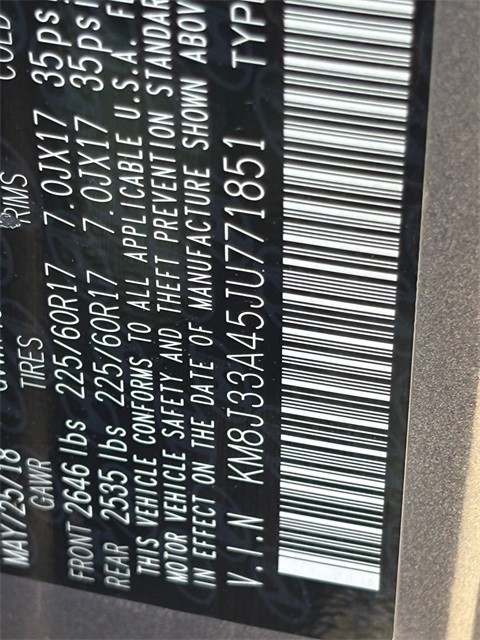 MAY/25/18
GAWR TIRES RIMS COLD
FRONT 2646 lbs 225/60R17 7.0JX17 35psi
REAR 2535 lbs 225/60R17 7.0JX17 35psi
THIS VEHICLE CONFORMS TO ALL APPLICABLE U.S.A.
MOTOR VEHICLE SAFETY AND THEFT PREVENTION STANDAR
IN EFFECT ON THE DATE OF MANUFACTURE SHOWN ABOV
V.I.N KM8J33A45JU771851 TYP